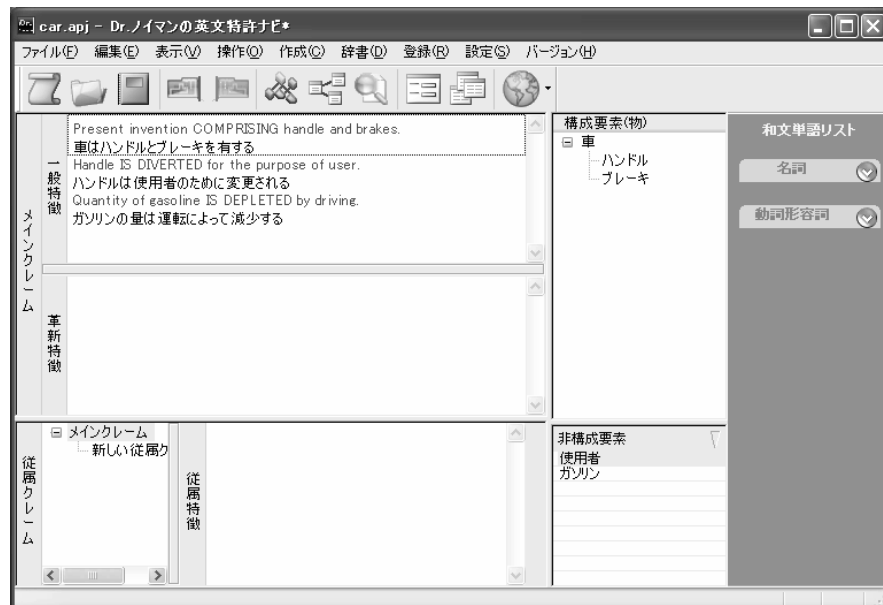 car.apj - Dr.ノイマンの英文特許ナビ*
ファイル(F) 編集(E) 表示(V) 操作(O) 作成(C) 辞書(D) 登録(R) 設定(S) バージョン(H)
メインクレーム
一般特徴
Present invention COMPRISING handle and brakes.
車はハンドルとブレーキを有する
Handle IS DIVERTED for the purpose of user.
ハンドルは使用者のために変更される
Quantity of gasoline IS DEPLETED by driving.
ガソリンの量は運転によって減少する
革新特徴
構成要素(物)
車
ハンドル
ブレーキ
和文単語リスト
名詞
動詞形容詞
従属クレーム
メインクレーム
新しい従属ク
従属特徴
非構成要素
使用者
ガソリン